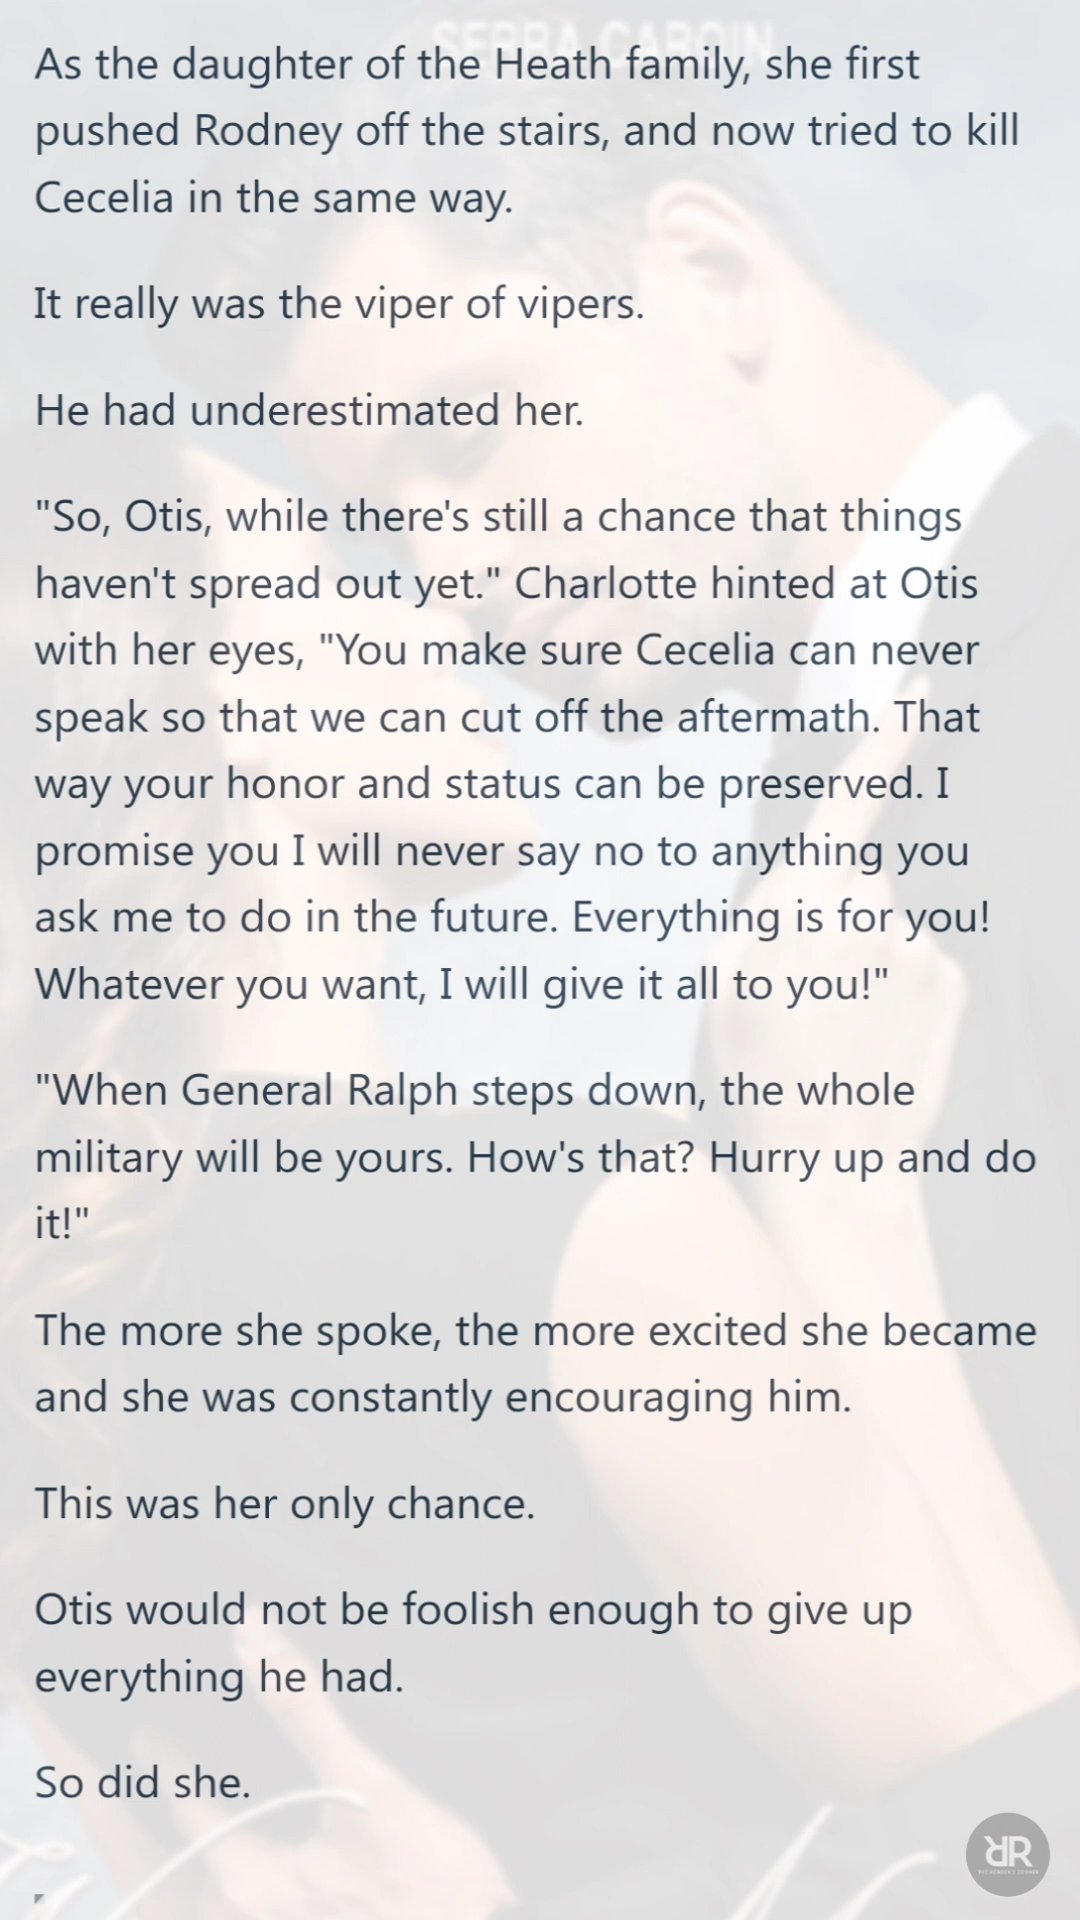 SERRA CAROIN
As the daughter of the Heath family, she first
pushed Rodney off the stairs, and now tried to kill
Cecelia in the same way.
It really was the viper of vipers.
He had underestimated her.
"So, Otis, while there's still a chance that things
haven't spread out yet." Charlotte hinted at Otis
with her eyes, "You make sure Cecelia can never
speak so that we can cut off the aftermath. That
way your honor and status can be preserved. I
promise you I will never say no to anything you
ask me to do in the future. Everything is for you!
Whatever you want, I will give it all to you!"
"When General Ralph steps down, the whole
military will be yours. How's that? Hurry up and do
it!"
The more she spoke, the more excited she became
and she was constantly encouraging him.
This was her only chance.
Otis would not be foolish enough to give up
everything he had.
So did she.